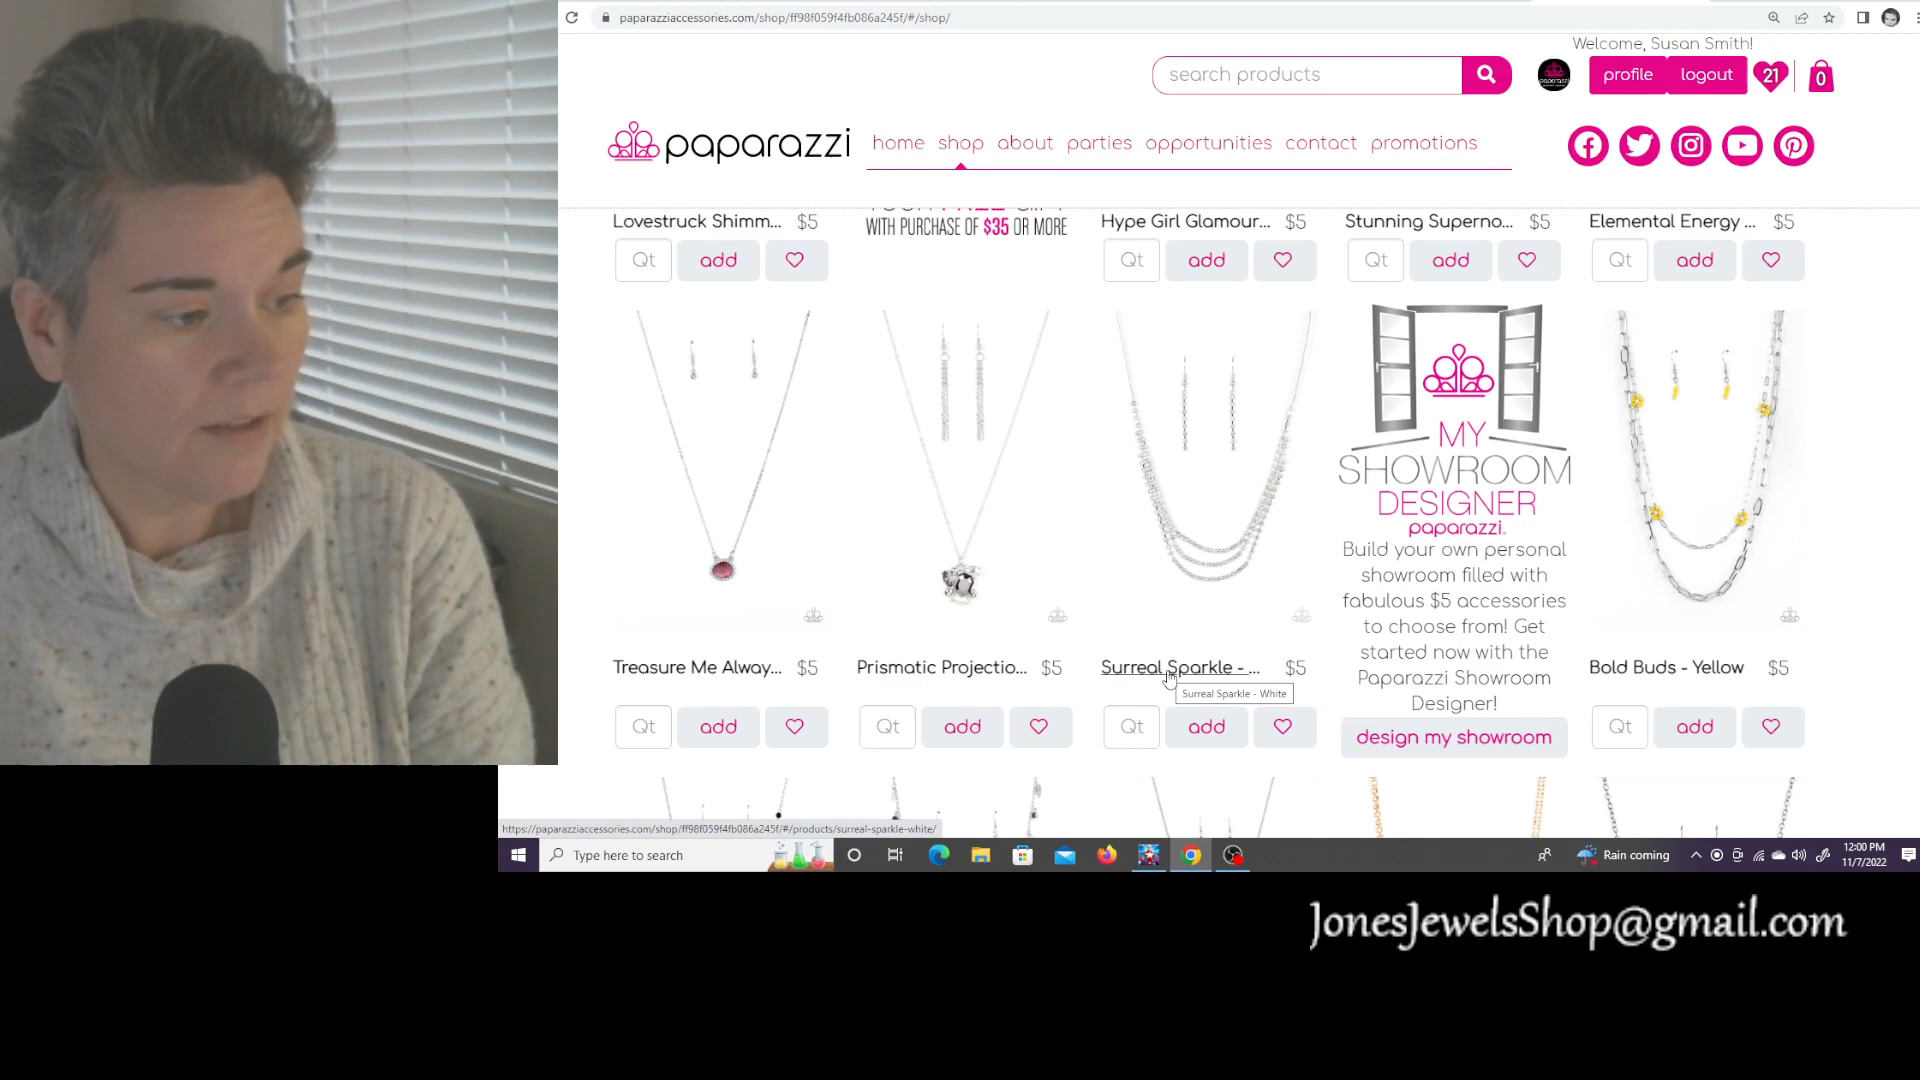 paparazziaccessories.com/shop/ff98f059f4fb086a245f/#/shop/
Welcome, Susan Smith!
search products
profile
logout
21
0
paparazzi
home shop about parties opportunities contact promotions
WITH PURCHASE OF $35 OR MORE
Lovestruck Shimm... $5
Hype Girl Glamour... $5
Stunning Superno... $5
Elemental Energy ... $5
Qt add
Qt add
Qt add
Qt add
MY
SHOWROOM
DESIGNER
paparazzi
Build your own personal
showroom filled with
fabulous $5 accessories
to choose from! Get
started now with the
Paparazzi Showroom
Designer!
design my showroom
Treasure Me Alway... $5
Prismatic Projectio... $5
Surreal Sparkle - ... $5
Bold Buds - Yellow $5
Surreal Sparkle - White
Qt add
Qt add
Qt add
Qt add
https://paparazziaccessories.com/shop/ff98f059f4fb086a245f/#/products/surreal-sparkle-white/
Type here to search
Rain coming
12:00 PM
11/7/2022
JonesJewelsShop@gmail.com